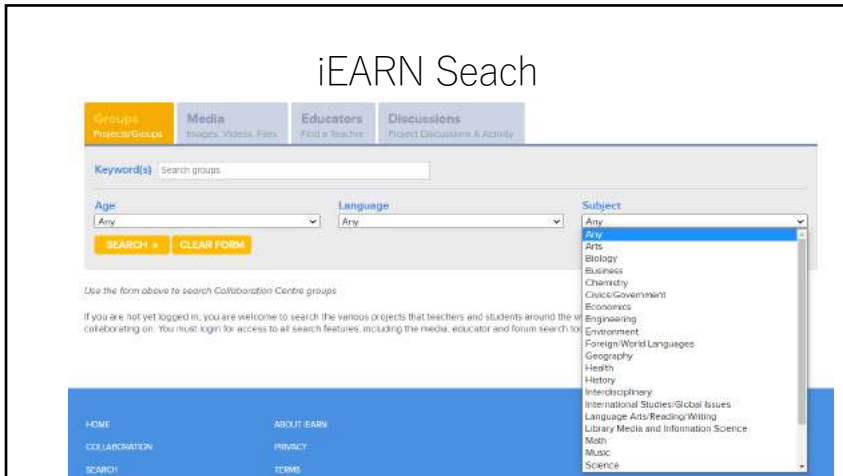 iEARN Seach
Groups
Projects/Groups
Media
Images, Videos, Files
Educators
Find a Teacher
Discussions
Project Discussions & Activity
Keyword(s) Search groups
Age
Any
Language
Any
Subject
Any
SEARCH »
CLEAR FORM
Any
Arts
Biology
Business
Chemistry
Civics/Government
Economics
Engineering
Environment
Foreign/World Languages
Geography
Health
History
Interdisciplinary
International Studies/Global Issues
Language Arts/Reading/Writing
Library Media and Information Science
Math
Music
Science
Use the form above to search Collaboration Centre groups
If you are not yet logged in, you are welcome to search the various projects that teachers and students around the
collaborating on. You must login for access to all search features, including the media, educator and forum search
HOME
COLLABORATION
SEARCH
ABOUT IEARN
PRIVACY
TERMS